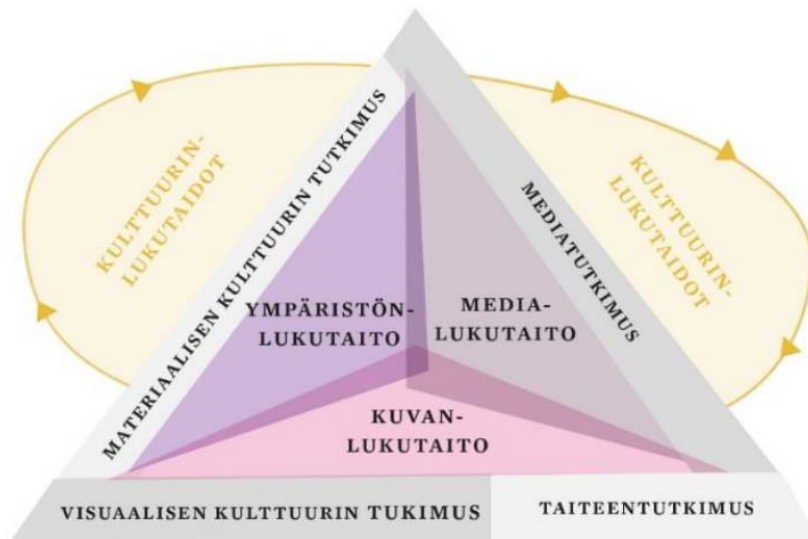 KULTTUURIN-
LUKUTAIDOT
MATERIAALISEN KULTTUURIN TUTKIMUS
MEDIATUTKIMUS
KULTTUURIN-
LUKUTAIDOT
YMPÄRISTÖN-
LUKUTAITO
MEDIA-
LUKUTAITO
KUVAN-
LUKUTAITO
VISUAALISEN KULTTUURIN TUKIMUS
TAITEENTUTKIMUS